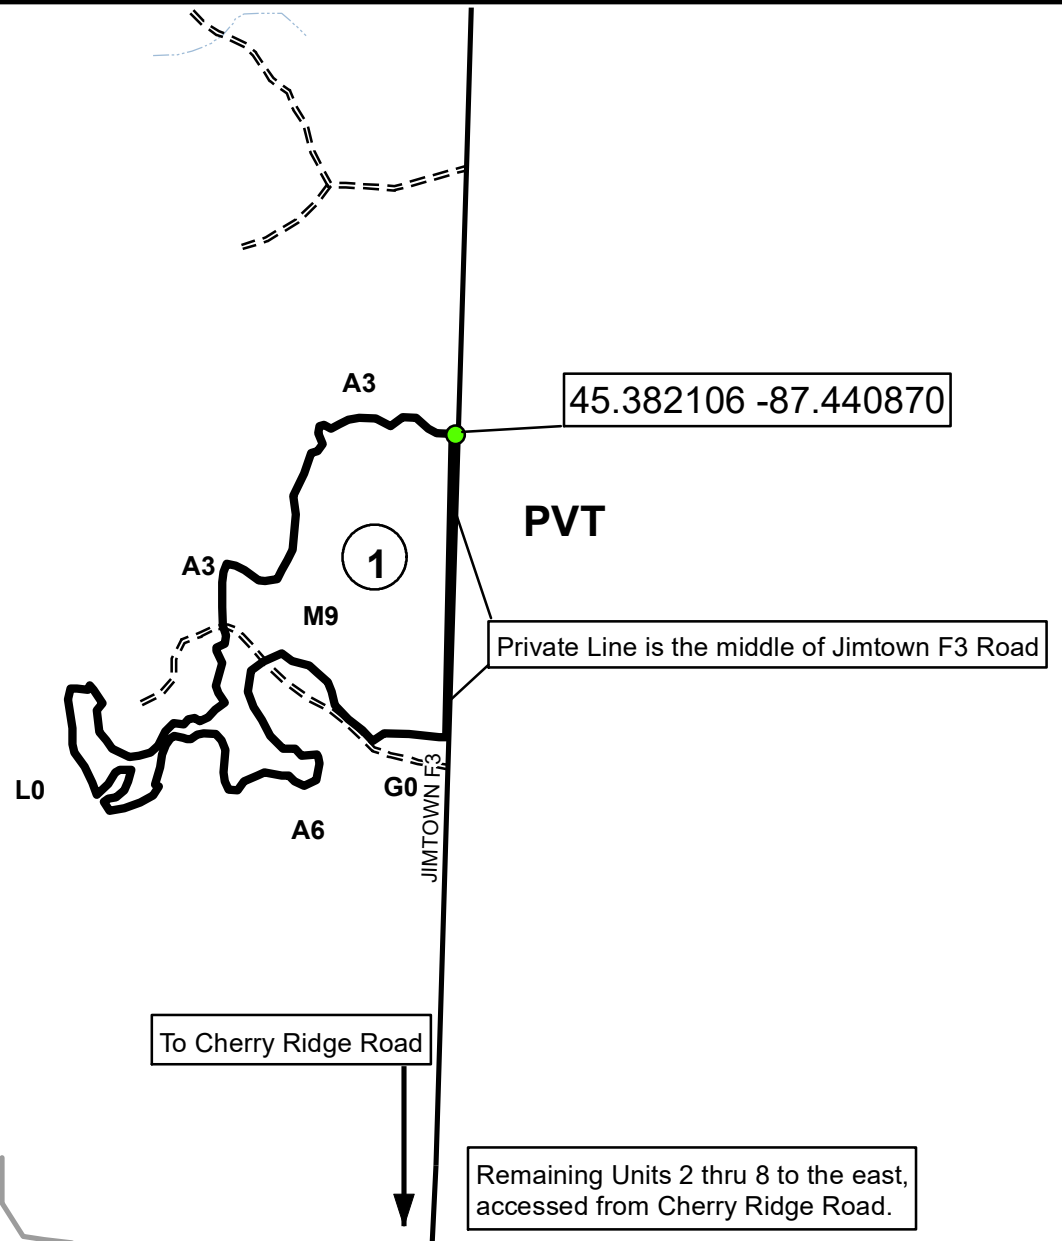 A3
45.382106 -87.440870
PVT
1
A3
M9
Private Line is the middle of Jimtown F3 Road
L0
G0
JIMTOWN F3
A6
To Cherry Ridge Road
Remaining Units 2 thru 8 to the east,
accessed from Cherry Ridge Road.